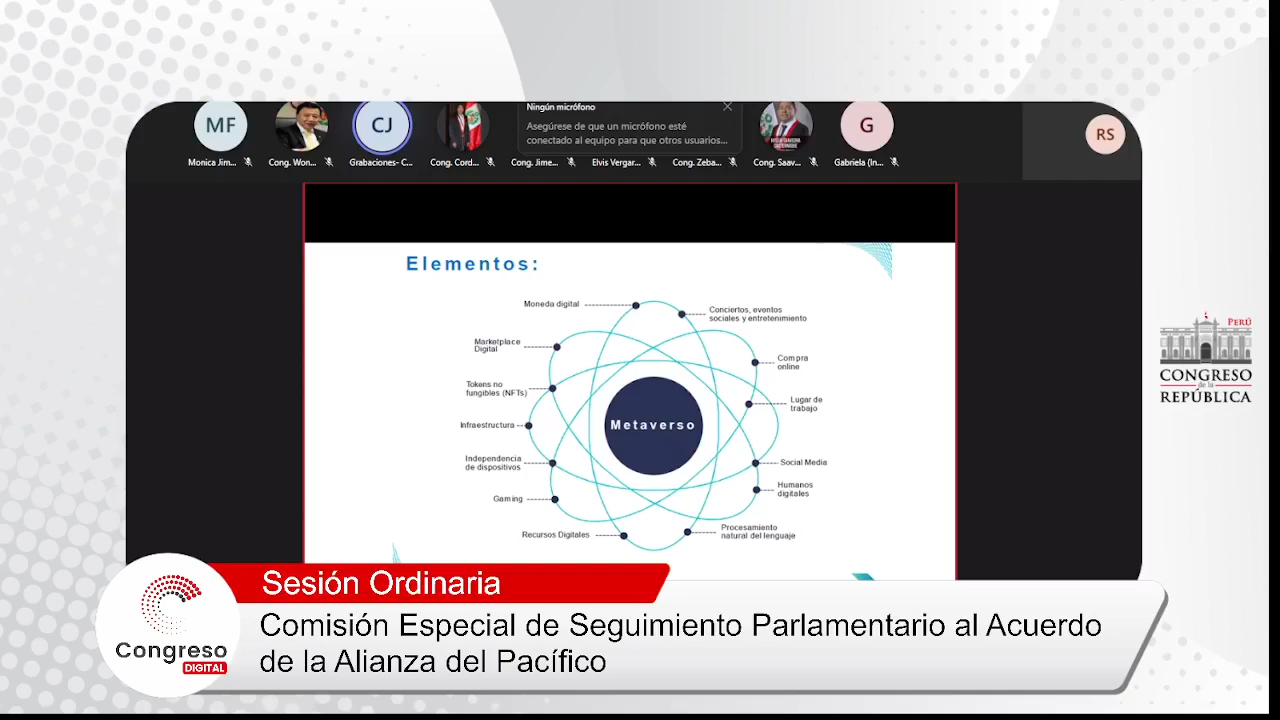 MF
CJ
G
RS
Ningún micrófono
Asegúrese de que un micrófono esté
conectado al equipo para que otros usuarios...
Monica Jim...
Cong. Won...
Grabaciones- C...
Cong. Cord...
Cong. Jime...
Elvis Vergar...
Cong. Zeba...
Cong. Saav...
Gabriela (In...
Elementos:
Moneda digital
Conciertos, eventos
sociales y entretenimiento
Marketplace
Digital
Compra
online
Tokens no
fungibles (NFTs)
Lugar de
trabajo
Infraestructura
Metaverso
Independencia
de dispositivos
Social Media
Gaming
Humanos
digitales
Recursos Digitales
Procesamiento
natural del lenguaje
PERÚ
CONGRESO
de la
REPÚBLICA
Congreso
DIGITAL
Sesión Ordinaria
Comisión Especial de Seguimiento Parlamentario al Acuerdo
de la Alianza del Pacífico